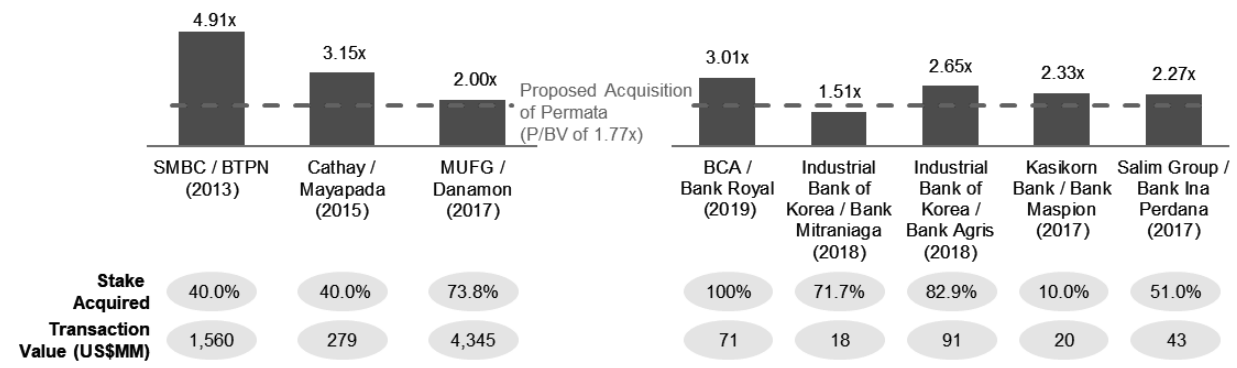 4.91x
3.15x
2.00x
Proposed Acquisition
of Permata
(P/BV of 1.77x)
3.01x
1.51x
2.65x
2.33x
2.27x
SMBC / BTPN
(2013)
Cathay /
Mayapada
(2015)
MUFG /
Danamon
(2017)
BCA /
Bank Royal
(2019)
Industrial
Bank of
Korea / Bank
Mitraniaga
(2018)
Industrial
Bank of
Korea /
Bank Agris
(2018)
Kasikorn
Bank / Bank
Maspion
(2017)
Salim Group /
Bank Ina
Perdana
(2017)
Stake
Acquired
40.0%
40.0%
73.8%
100%
71.7%
82.9%
10.0%
51.0%
Transaction
Value (US$MM)
1,560
279
4,345
71
18
91
20
43